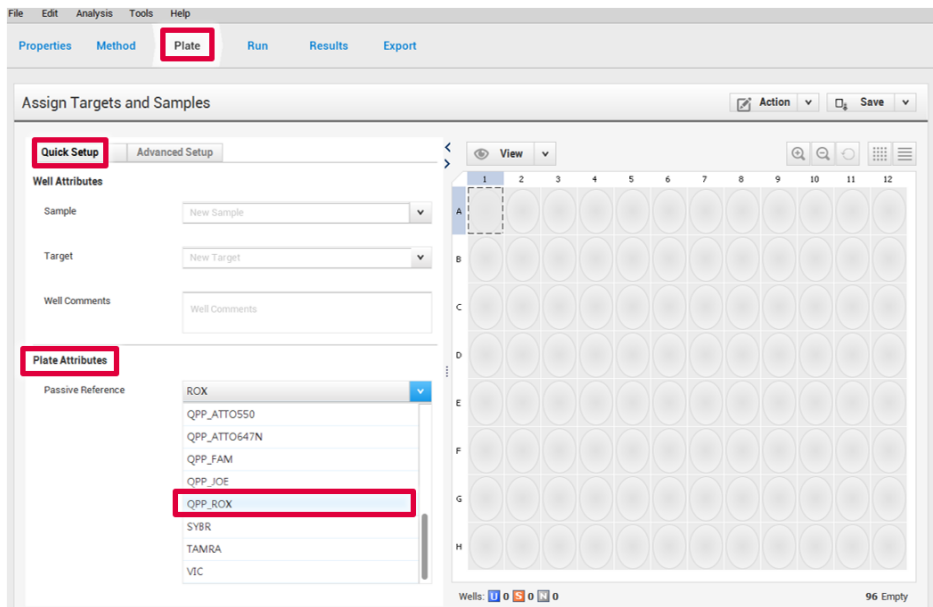 File Edit Analysis Tools Help
Properties Method Plate Run Results Export
Assign Targets and Samples
Action Save
Quick Setup Advanced Setup
View
Well Attributes
Sample New Sample
Target New Target
Well Comments Well Comments
Plate Attributes
Passive Reference ROX
QPP_ATTO550
QPP_ATTO647N
QPP_FAM
QPP_JOE
QPP_ROX
SYBR
TAMRA
VIC
1 2 3 4 5 6 7 8 9 10 11 12
A
B
C
D
E
F
G
H
Wells: U 0 S 0 N 0 96 Empty